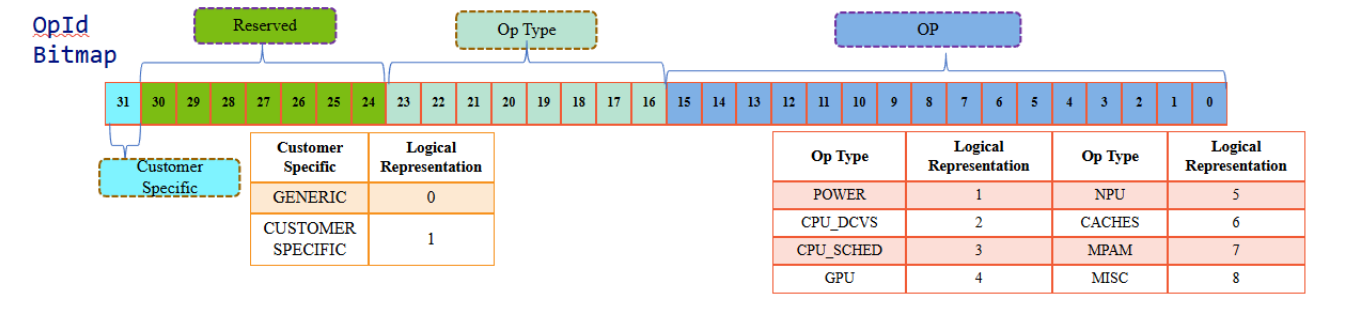 OpId
Bitmap
Reserved
Op Type
OP
31 30 29 28 27 26 25 24 23 22 21 20 19 18 17 16 15 14 13 12 11 10 9 8 7 6 5 4 3 2 1 0
Customer
Specific
Customer
Specific
Logical
Representation
GENERIC 0
CUSTOMER
SPECIFIC
1
Op Type
Logical
Representation
Op Type
Logical
Representation
POWER 1 NPU 5
CPU_DCVS 2 CACHES 6
CPU_SCHED 3 MPAM 7
GPU 4 MISC 8